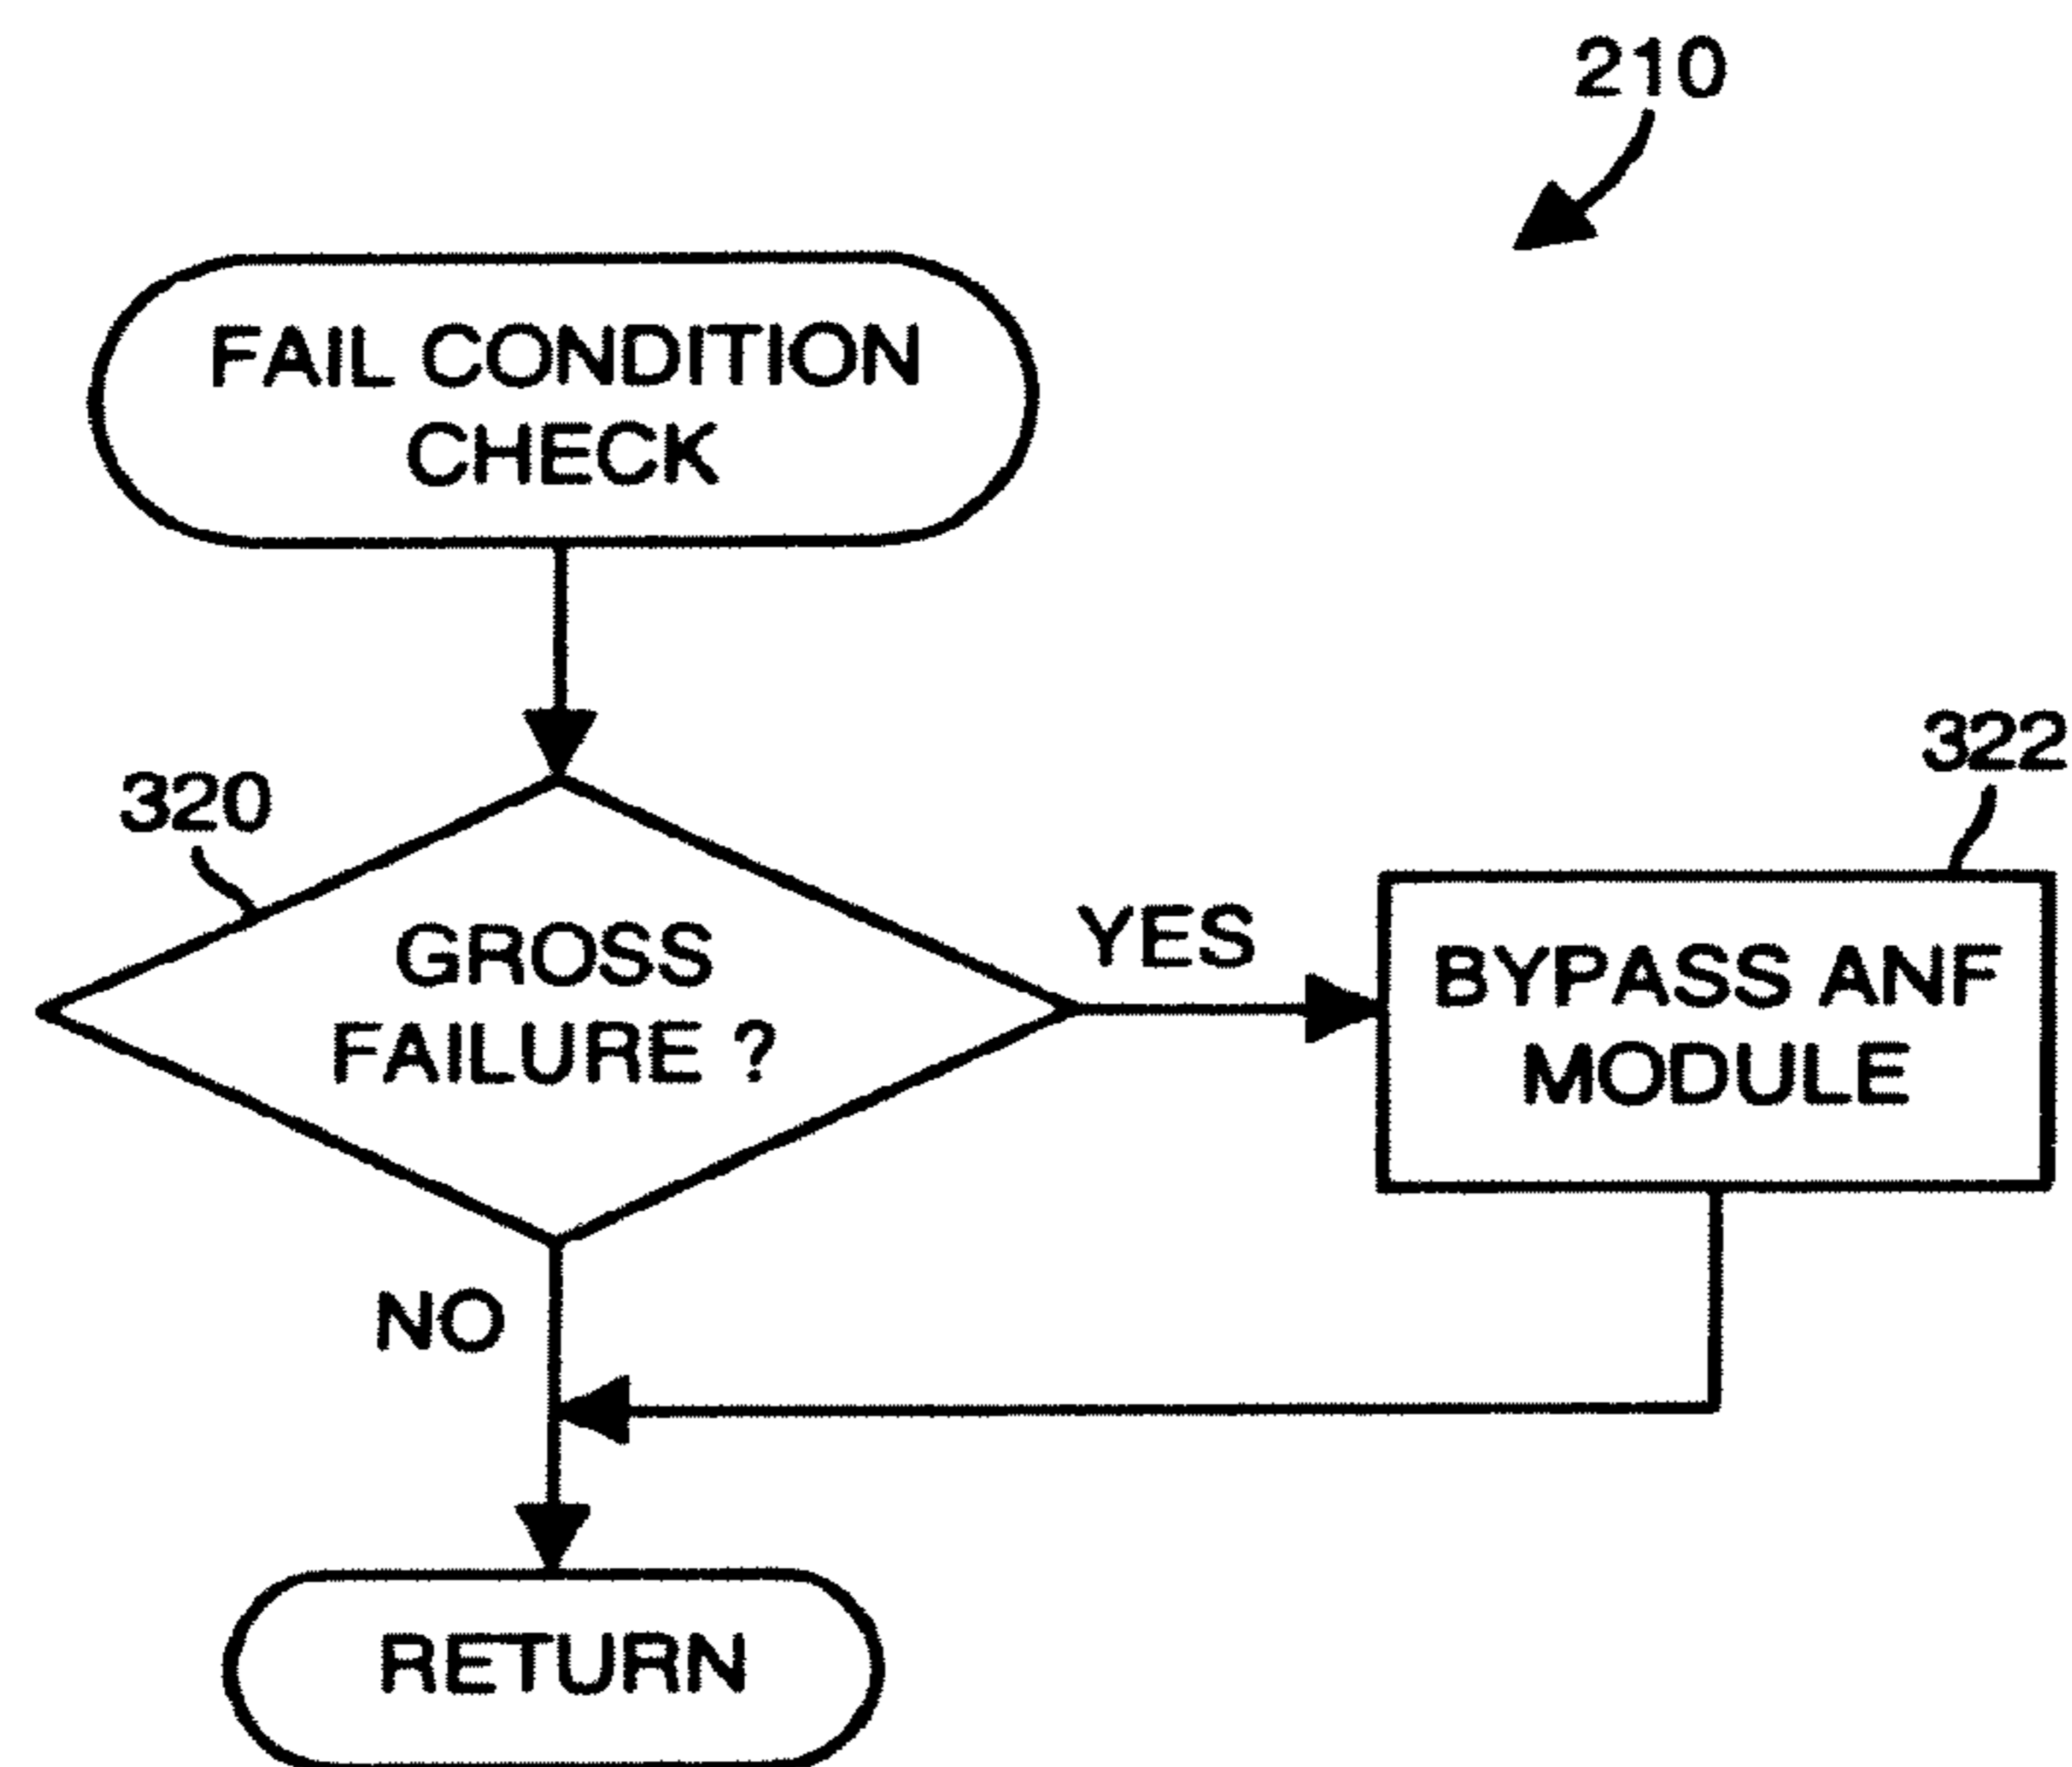 210
FAIL CONDITION
CHECK
320
GROSS
FAILURE ?
YES
322
BYPASS ANF
MODULE
NO
RETURN